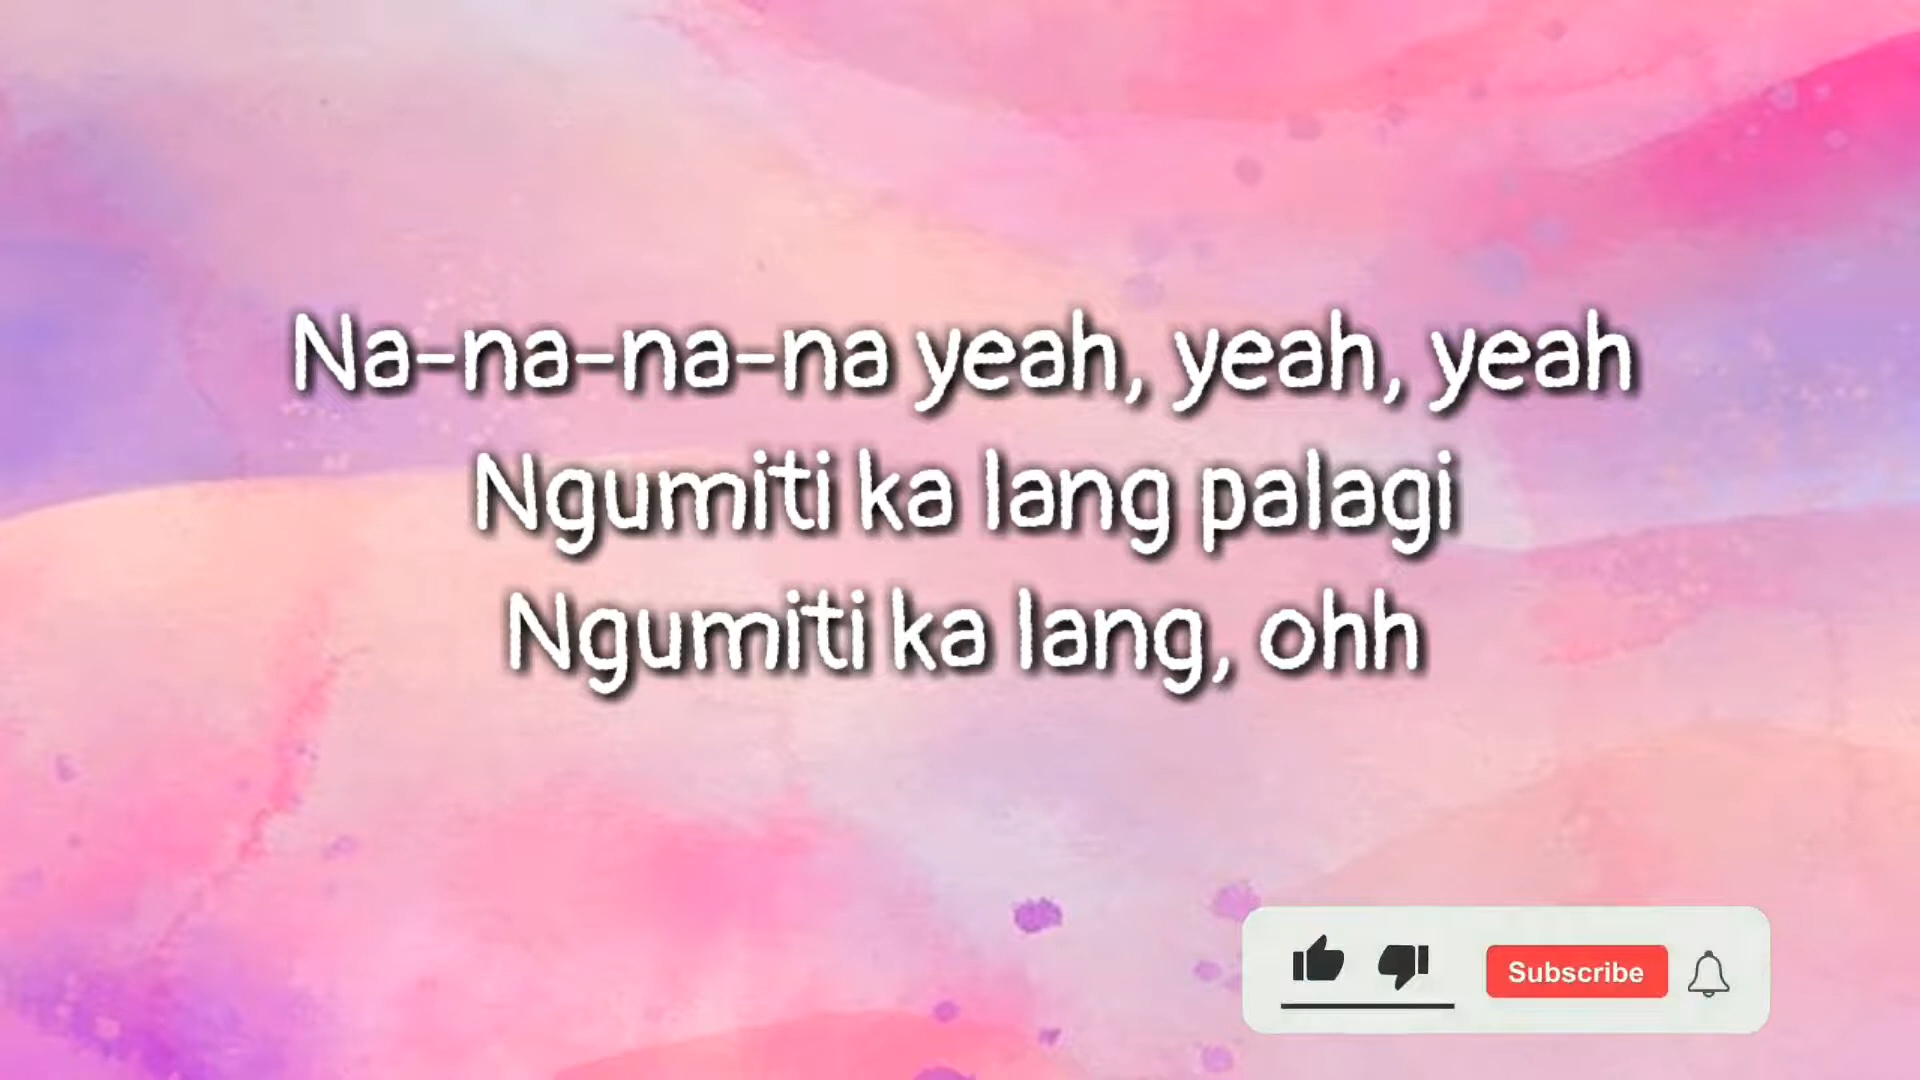 Na-na-na-na yeah, yeah, yeah
Ngumiti ka lang palagi
Ngumiti ka lang, ohh
Subscribe